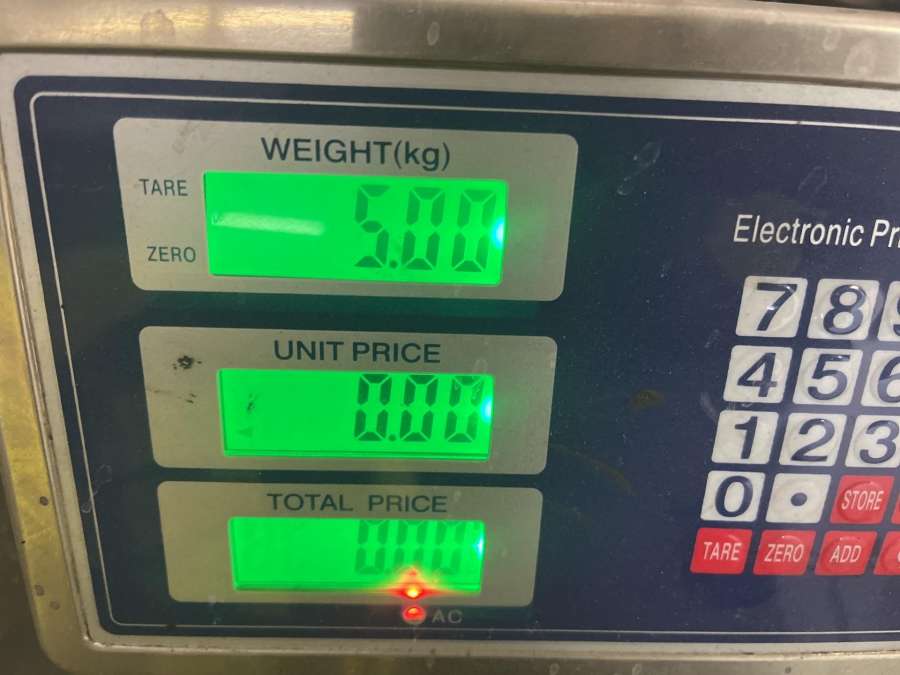 WEIGHT(kg)
TARE
5.00
ZERO
UNIT PRICE
0.00
TOTAL PRICE
0.00
AC
Electronic
7 8
4 5 6
1 2 3
0 • STORE
TARE ZERO ADD